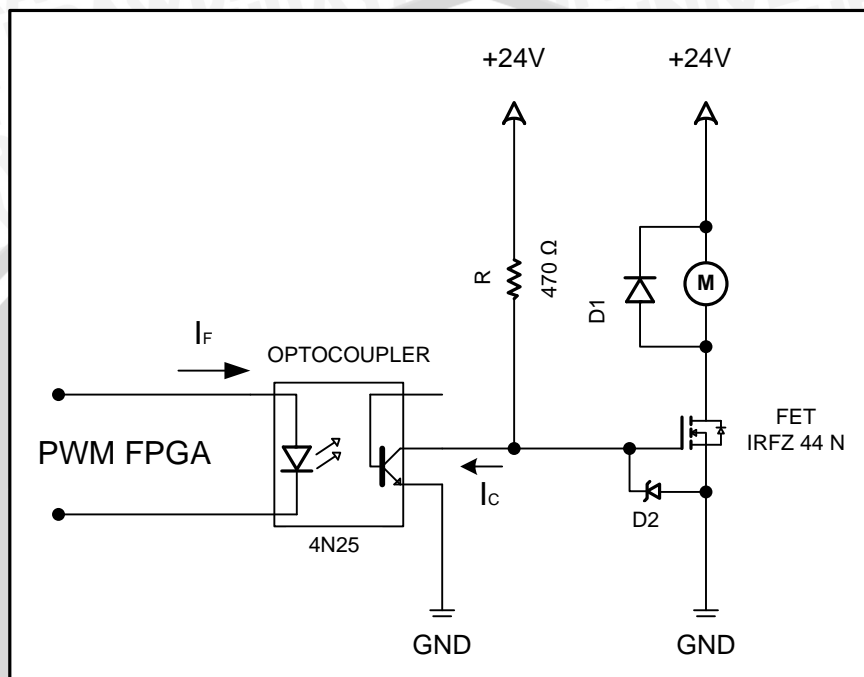 +24V
+24V
R
470 Ω
D1
M
IF
OPTOCOUPLER
PWM FPGA
FET
IRFZ 44 N
IC
D2
4N25
GND
GND